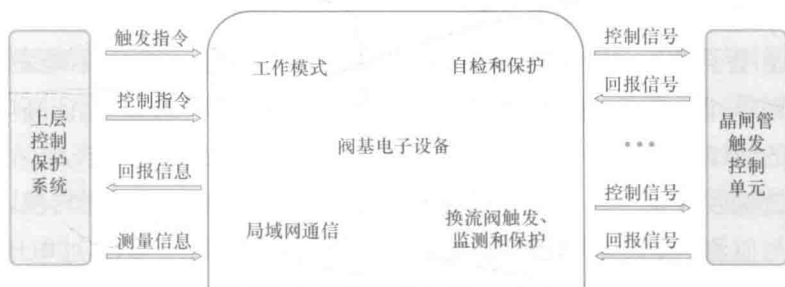 上层
控制
保护
系统
触发指令
控制指令
回报信息
测量信息
工作模式
自检和保护
阀基电子设备
局域网通信
换流阀触发、
监测和保护
控制信号
回报信号
...
控制信号
回报信号
晶闸管
触发
控制
单元